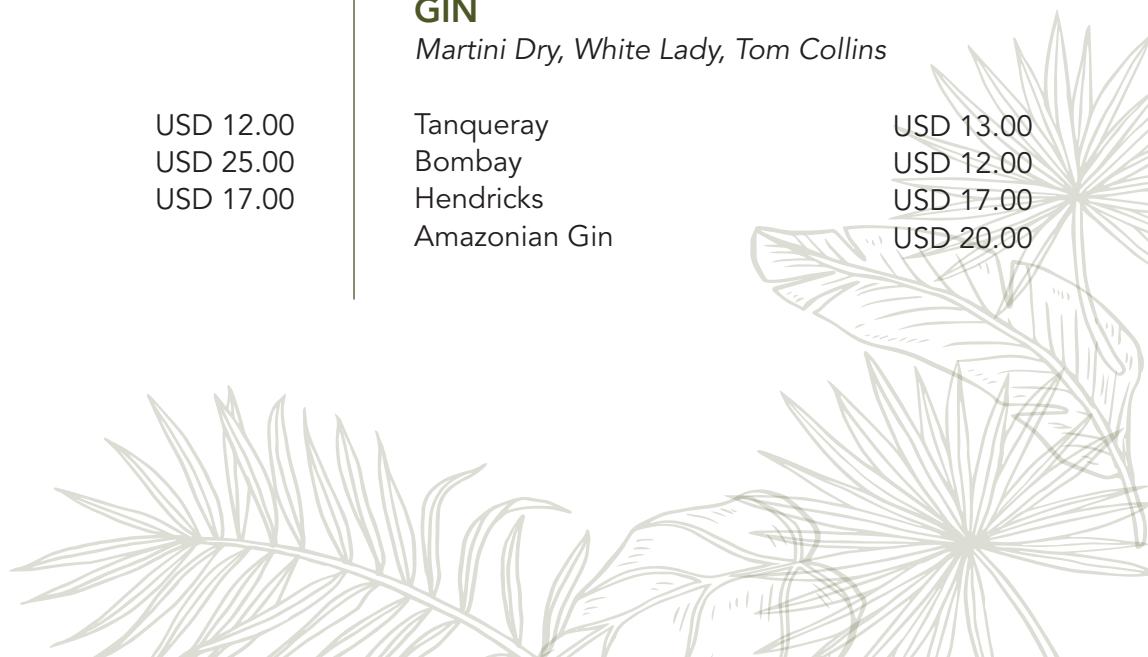 USD 12.00
USD 25.00
USD 17.00
GIN
Martini Dry, White Lady, Tom Collins
Tanqueray USD 13.00
Bombay USD 12.00
Hendricks USD 17.00
Amazonian Gin USD 20.00